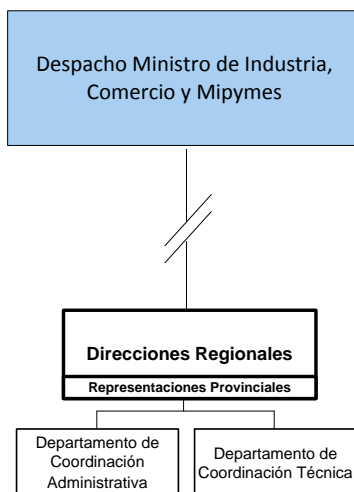 Despacho Ministro de Industria,
Comercio y Mipymes
Direcciones Regionales
Representaciones Provinciales
Departamento de
Coordinación
Administrativa
Departamento de
Coordinación Técnica